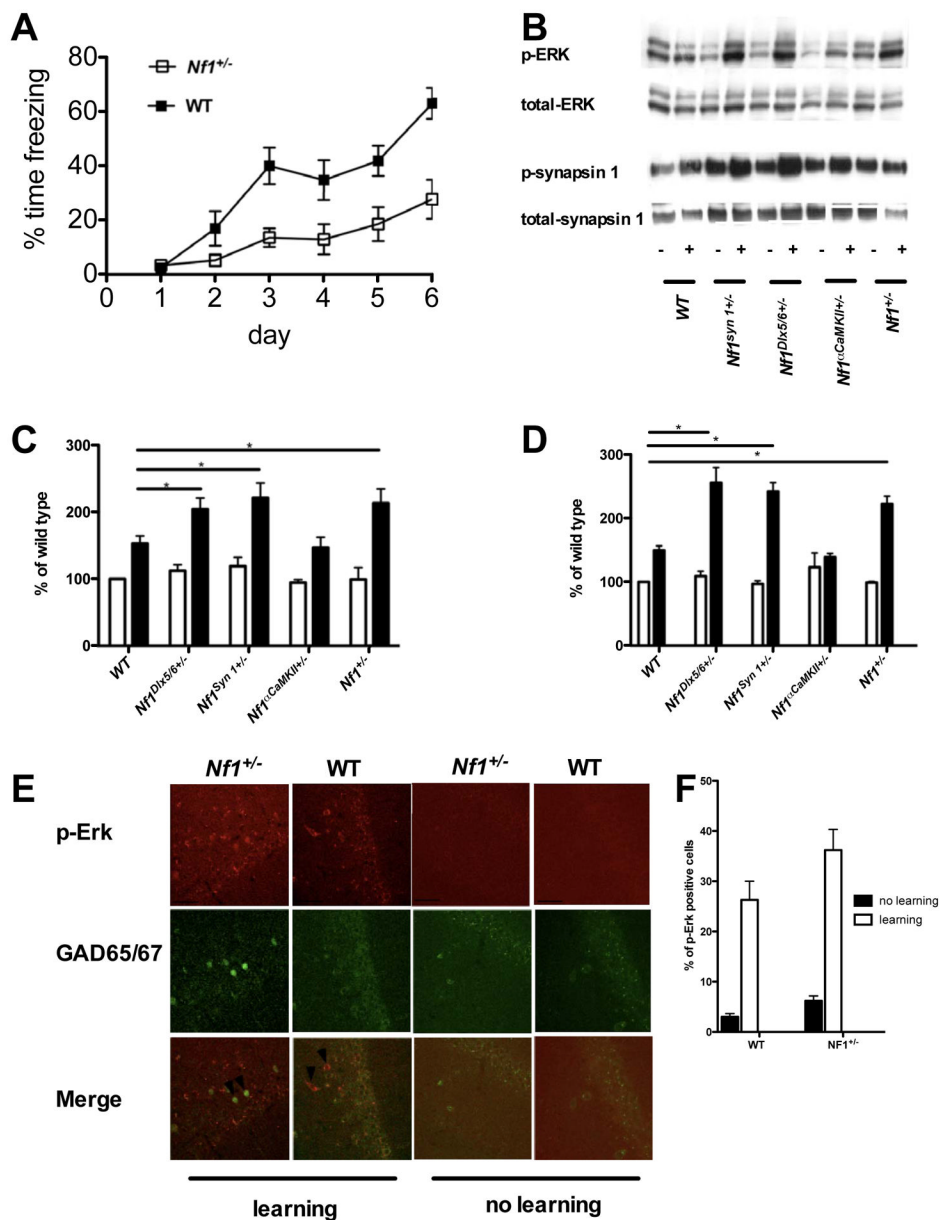 A
% time freezing
80
60
40
20
0
Nf1+/-
WT
0 1 2 3 4 5 6
day
B
p-ERK
total-ERK
p-synapsin 1
total-synapsin 1
- + - + - + - + - +
WT
Nf1syn 1+/-
Nf1Dlx5/6+/-
Nf1αCaMKII+/-
Nf1+/-
C
% of wild type
300
200
100
0
* 
*
*
WT
Nf1Dlx5/6+/-
Nf1Syn 1+/-
Nf1αCaMKII+/-
Nf1+/-
D
% of wild type
300
200
100
0
*
*
*
WT
Nf1Dlx5/6+/-
Nf1Syn 1+/-
Nf1αCaMKII+/-
Nf1+/-
E
Nf1+/- WT Nf1+/- WT
p-Erk
GAD65/67
Merge
learning no learning
F
% of p-Erk positive cells
50
40
30
20
10
0
no learning
learning
WT NF1+/-